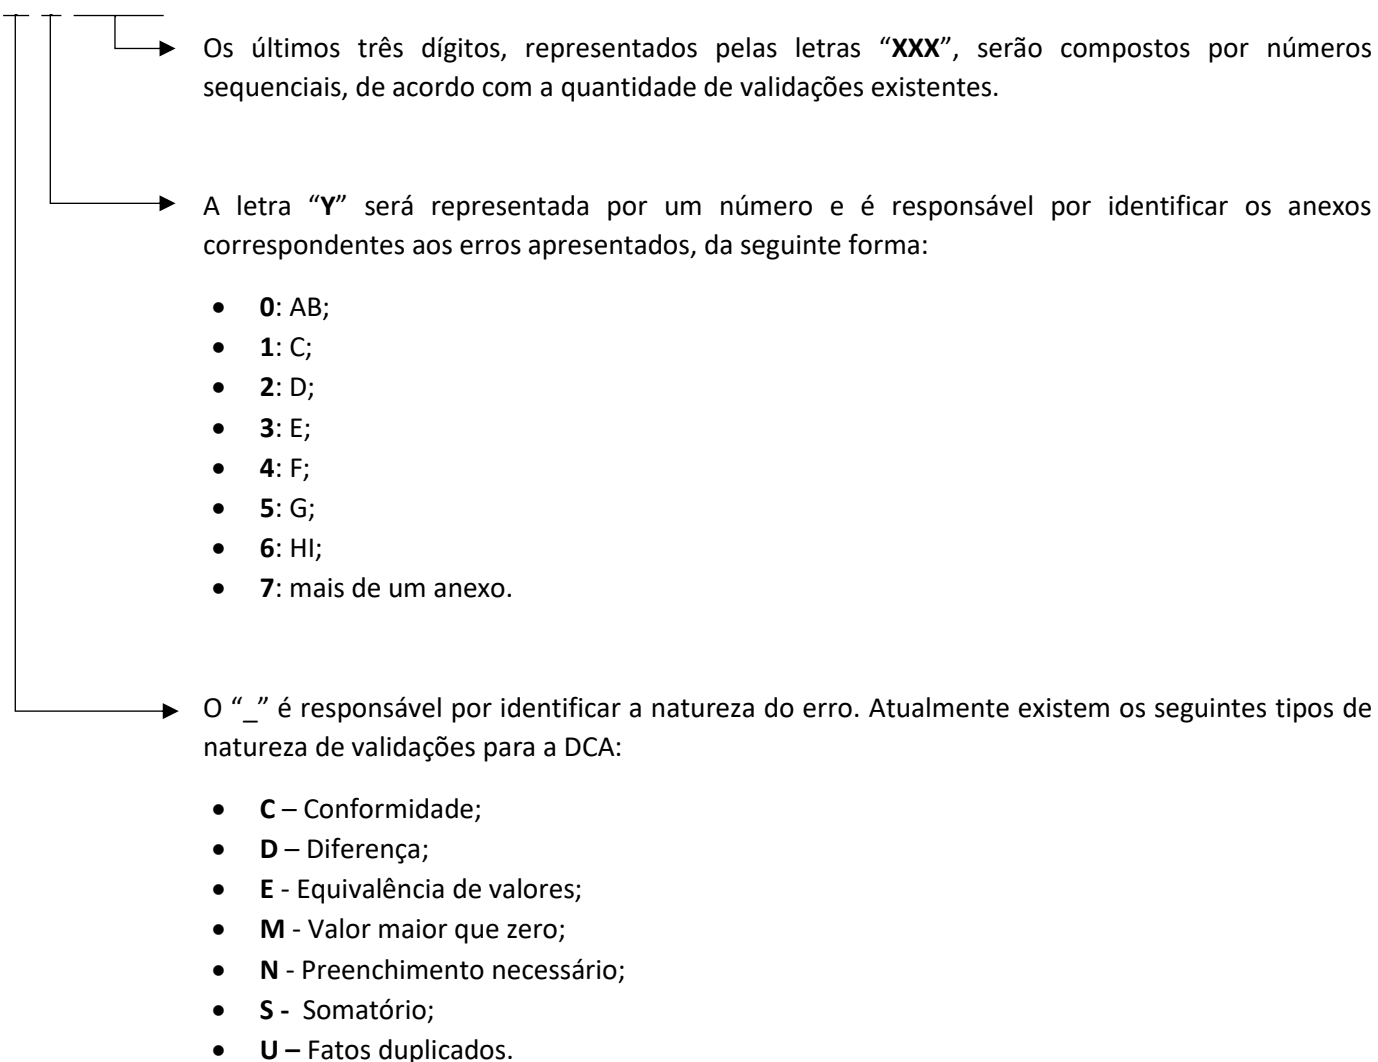 Os últimos três dígitos, representados pelas letras “XXX”, serão compostos por números
sequenciais, de acordo com a quantidade de validações existentes.
A letra “Y” será representada por um número e é responsável por identificar os anexos
correspondentes aos erros apresentados, da seguinte forma:
• 0: AB;
• 1: C;
• 2: D;
• 3: E;
• 4: F;
• 5: G;
• 6: HI;
• 7: mais de um anexo.
O “_” é responsável por identificar a natureza do erro. Atualmente existem os seguintes tipos de
natureza de validações para a DCA:
• C – Conformidade;
• D – Diferença;
• E - Equivalência de valores;
• M - Valor maior que zero;
• N - Preenchimento necessário;
• S - Somatório;
• U – Fatos duplicados.